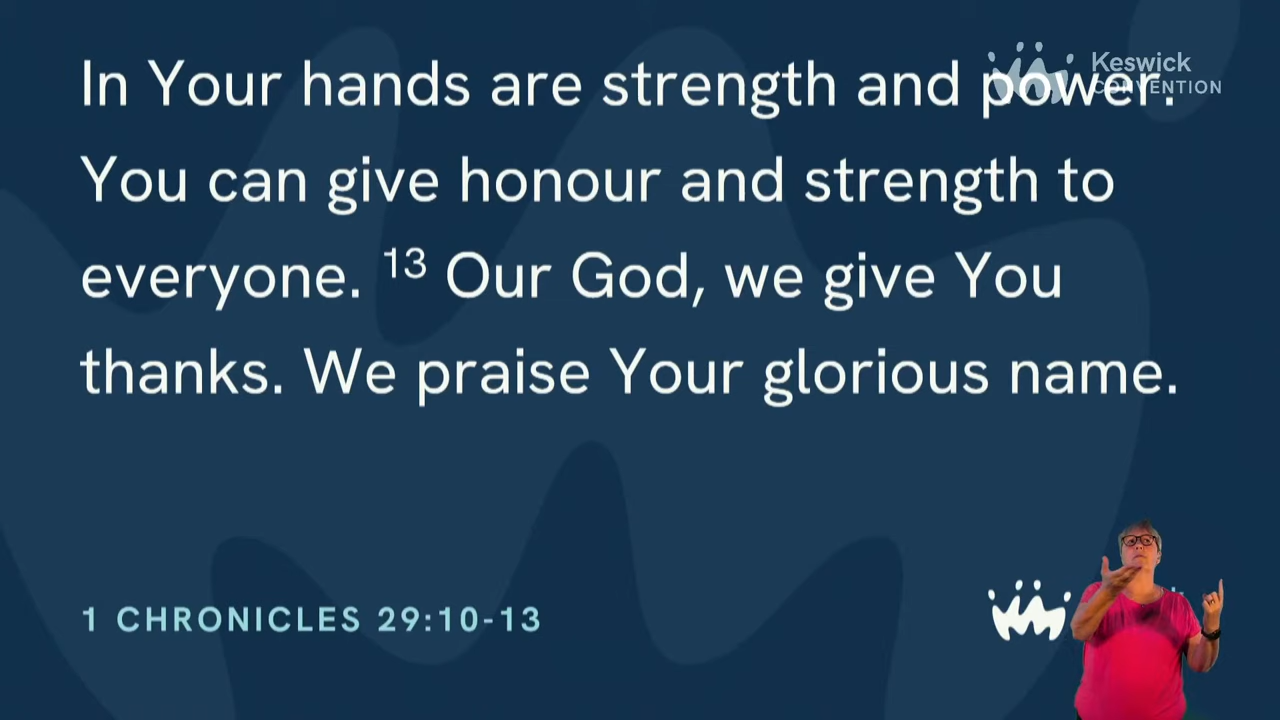 In Your hands are strength and power.
You can give honour and strength to
everyone. 13 Our God, we give You
thanks. We praise Your glorious name.
Keswick
CONVENTION
1 CHRONICLES 29:10-13